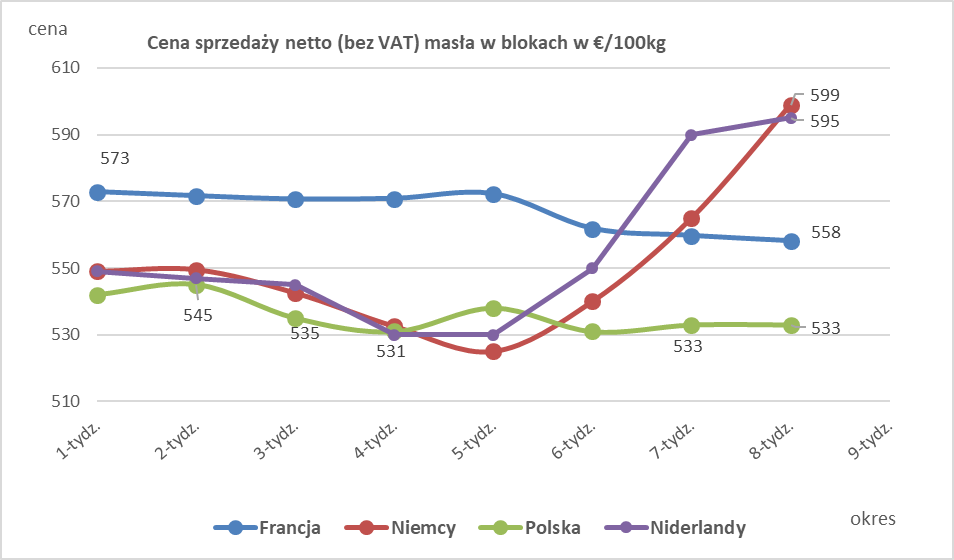 cena
Cena sprzedaży netto (bez VAT) masła w blokach w €/100kg
610
590
570
550
530
510
573
545
535
531
533
599
595
558
533
1-tydz.
2-tydz.
3-tydz.
4-tydz.
5-tydz.
6-tydz.
7-tydz.
8-tydz.
9-tydz.
okres
Francja Niemcy Polska Niderlandy